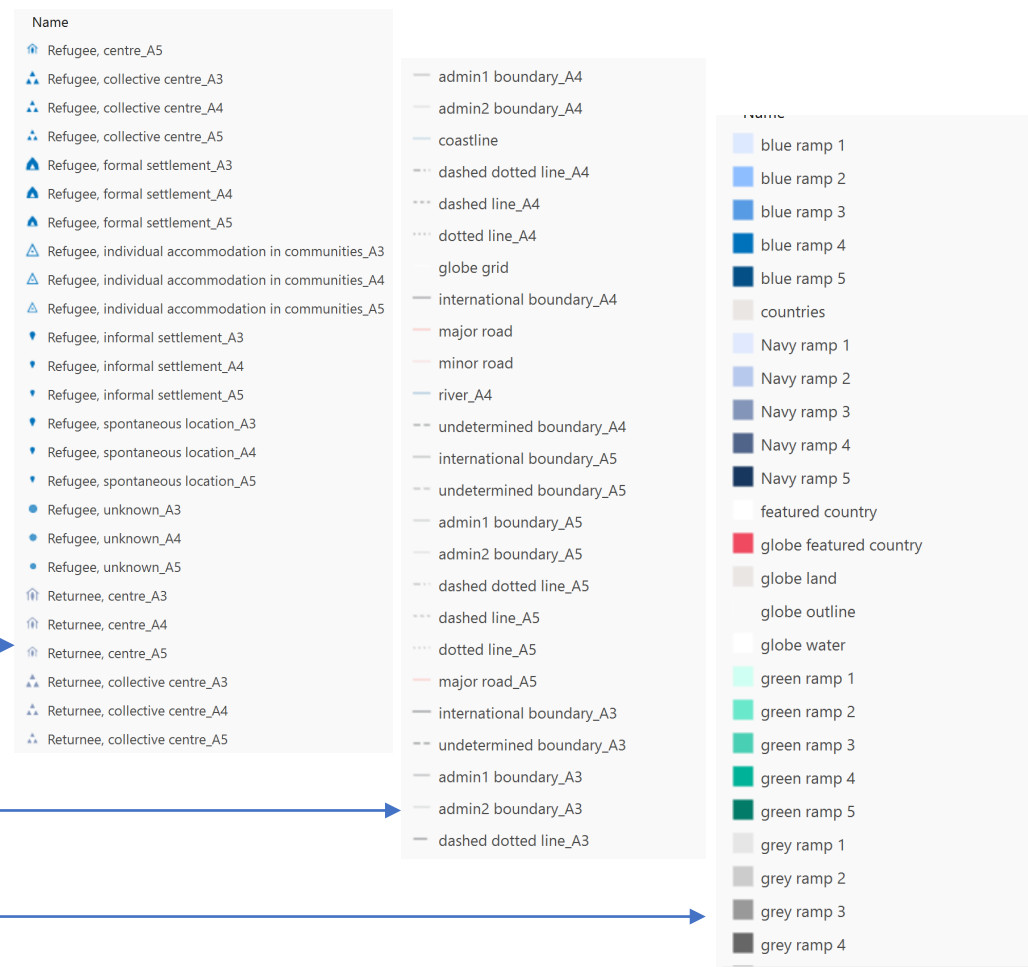 Name
Refugee, centre_A5
Refugee, collective centre_A3
Refugee, collective centre_A4
Refugee, collective centre_A5
Refugee, formal settlement_A3
Refugee, formal settlement_A4
Refugee, formal settlement_A5
Refugee, individual accommodation in communities_A3
Refugee, individual accommodation in communities_A4
Refugee, individual accommodation in communities_A5
Refugee, informal settlement_A3
Refugee, informal settlement_A4
Refugee, informal settlement_A5
Refugee, spontaneous location_A3
Refugee, spontaneous location_A4
Refugee, spontaneous location_A5
Refugee, unknown_A3
Refugee, unknown_A4
Refugee, unknown_A5
Returnee, centre_A3
Returnee, centre_A4
Returnee, centre_A5
Returnee, collective centre_A3
Returnee, collective centre_A4
Returnee, collective centre_A5
admin1 boundary_A4
admin2 boundary_A4
coastline
dashed dotted line_A4
dashed line_A4
dotted line_A4
globe grid
international boundary_A4
major road
minor road
river_A4
undetermined boundary_A4
international boundary_A5
undetermined boundary_A5
admin1 boundary_A5
admin2 boundary_A5
dashed dotted line_A5
dashed line_A5
dotted line_A5
major road_A5
international boundary_A3
undetermined boundary_A3
admin1 boundary_A3
admin2 boundary_A3
dashed dotted line_A3
Name
blue ramp 1
blue ramp 2
blue ramp 3
blue ramp 4
blue ramp 5
countries
Navy ramp 1
Navy ramp 2
Navy ramp 3
Navy ramp 4
Navy ramp 5
featured country
globe featured country
globe land
globe outline
globe water
green ramp 1
green ramp 2
green ramp 3
green ramp 4
green ramp 5
grey ramp 1
grey ramp 2
grey ramp 3
grey ramp 4